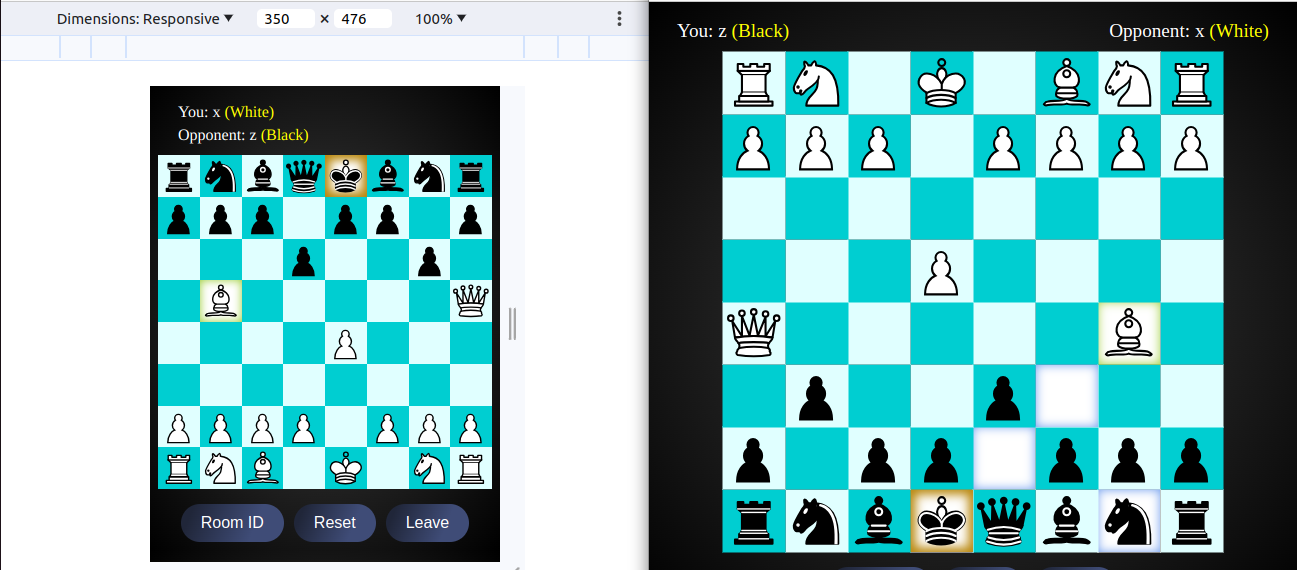 Dimensions: Responsive ▼ 350 × 476 100% ▼
You: x (White)
Opponent: z (Black)
Room ID Reset Leave
You: z (Black) Opponent: x (White)